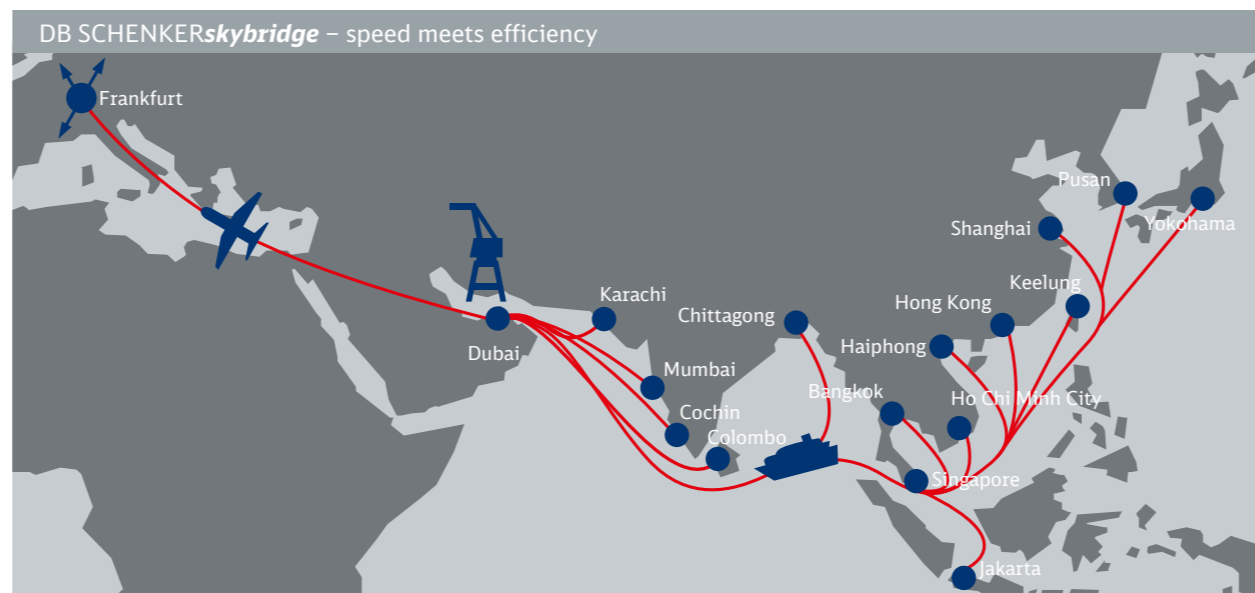 DB SCHENKERskybridge – speed meets efficiency
Frankfurt
Pusan
Yokohama
Shanghai
Keelung
Karachi
Hong Kong
Chittagong
Dubai
Haiphong
Mumbai
Bangkok
Ho Chi Minh City
Cochin
Colombo
Singapore
Jakarta